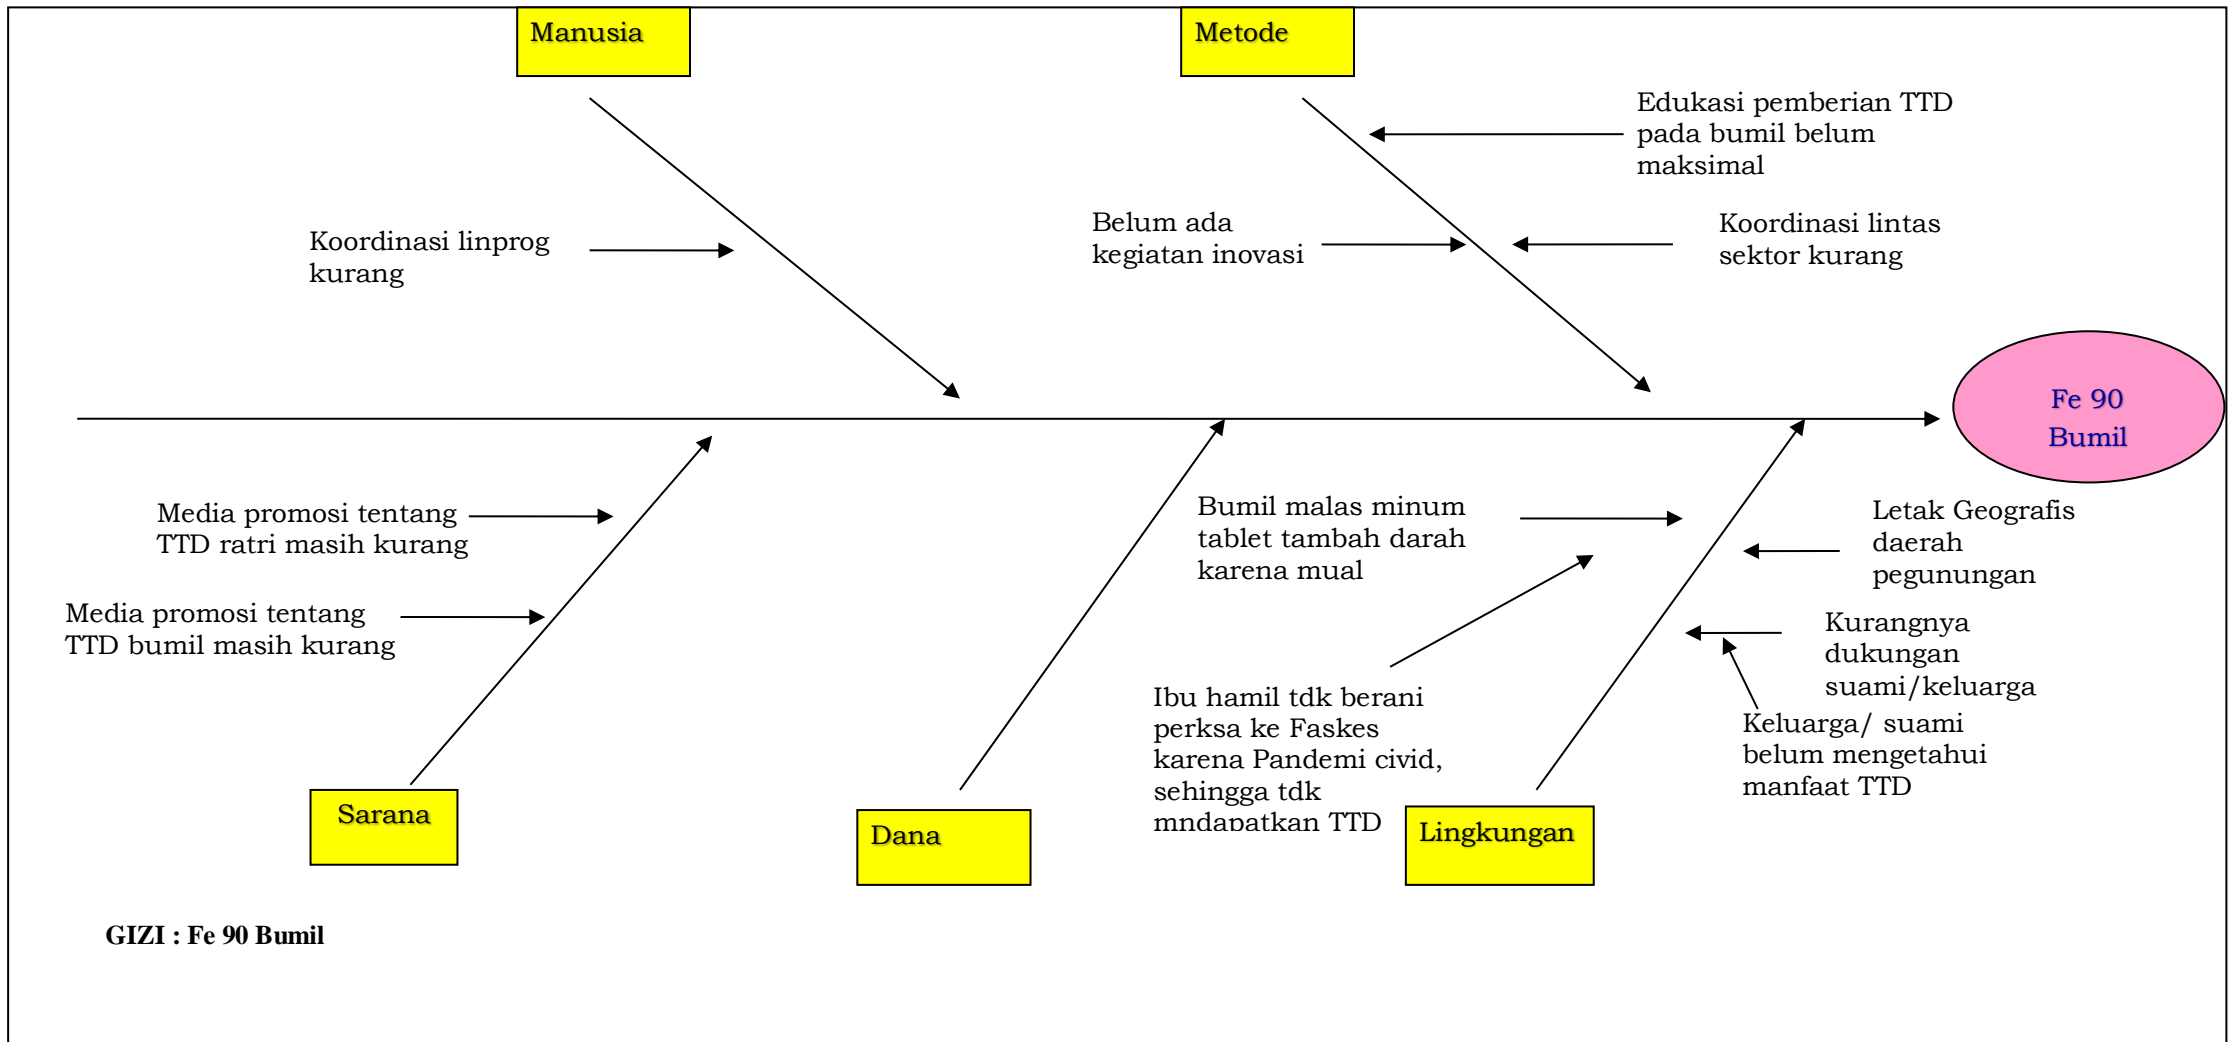 Manusia
Metode
Edukasi pemberian TTD
pada bumil belum
maksimal
Koordinasi linprog
kurang
Belum ada
kegiatan inovasi
Koordinasi lintas
sektor kurang
Fe 90
Bumil
Media promosi tentang
TTD ratri masih kurang
Media promosi tentang
TTD bumil masih kurang
Bumil malas minum
tablet tambah darah
karena mual
Letak Geografis
daerah
pegunungan
Kurangnya
dukungan
suami/keluarga
Ibu hamil tdk berani
perksa ke Faskes
karena Pandemi civid,
sehingga tdk
mndapatkan TTD
Keluarga/ suami
belum mengetahui
manfaat TTD
Sarana
Dana
Lingkungan
GIZI : Fe 90 Bumil